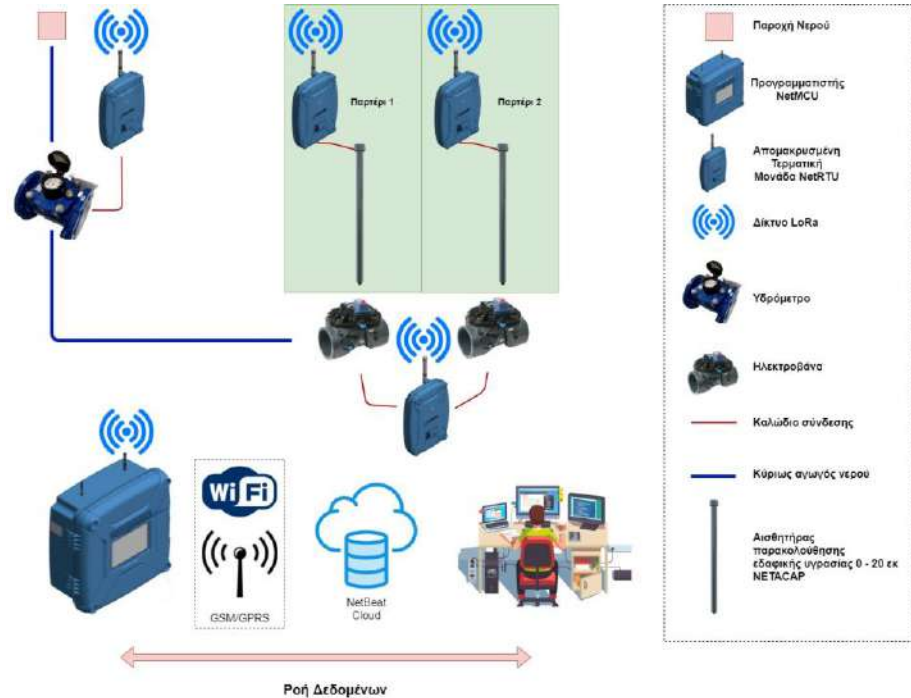 Παρτέρι 1
Παρτέρι 2
WiFi
GSM/GPRS
NetBeat
Cloud
Ροή Δεδομένων
Παροχή Νερού
Προγραμματιστής
NetMCU
Απομακρυσμένη
Τερματική
Μονάδα NetRTU
Δίκτυο LoRa
Υδρόμετρο
Ηλεκτροβάνα
Καλώδιο σύνδεσης
Κύριως αγωγός νερού
Αισθητήρας
παρακολούθησης
εδαφικής υγρασίας 0 - 20 εκ
NETACAP